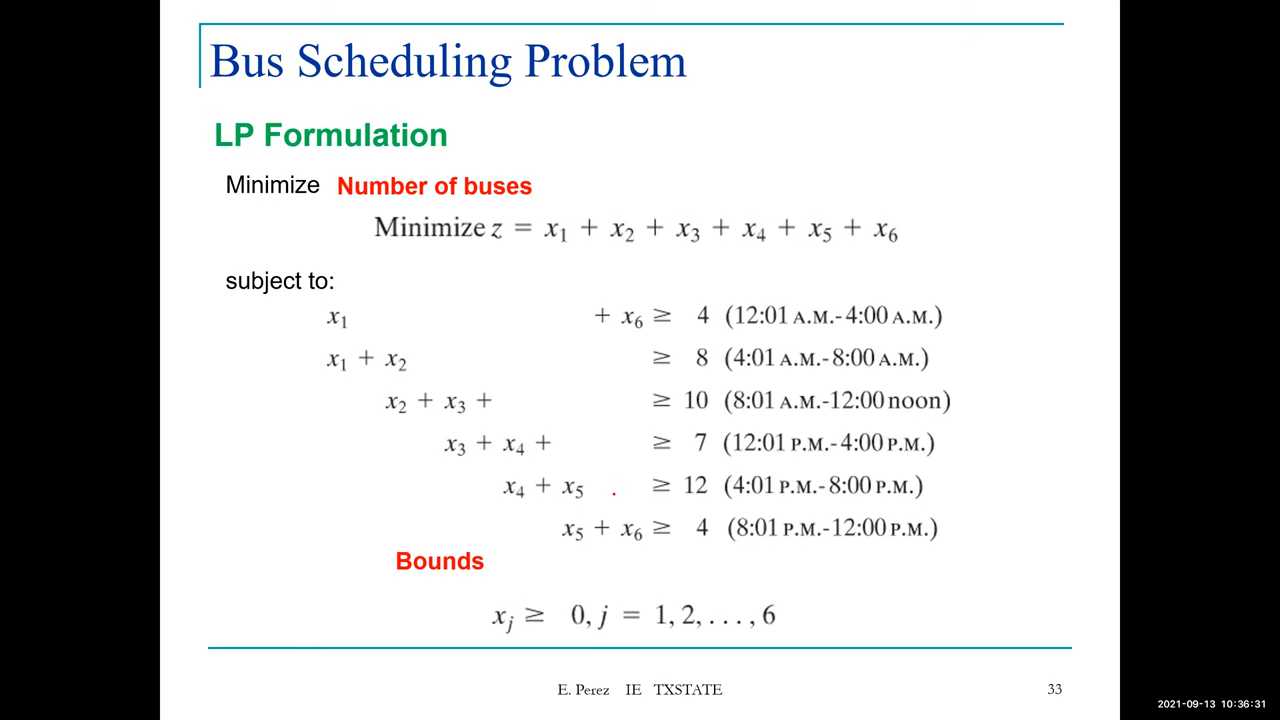 Bus Scheduling Problem
LP Formulation
Minimize Number of buses
Minimize z = x₁ + x₂ + x₃ + x₄ + x₅ + x₆
subject to:
x₁ + x₆ ≥ 4 (12:01 A.M.-4:00 A.M.)
x₁ + x₂ ≥ 8 (4:01 A.M.-8:00 A.M.)
x₂ + x₃ + ≥ 10 (8:01 A.M.-12:00 noon)
x₃ + x₄ + ≥ 7 (12:01 P.M.-4:00 P.M.)
x₄ + x₅ ≥ 12 (4:01 P.M.-8:00 P.M.)
x₅ + x₆ ≥ 4 (8:01 P.M.-12:00 P.M.)
Bounds
xⱼ ≥ 0, j = 1, 2, . . . , 6
E. Perez IE TXSTATE 33
2021-09-13 10:36:31